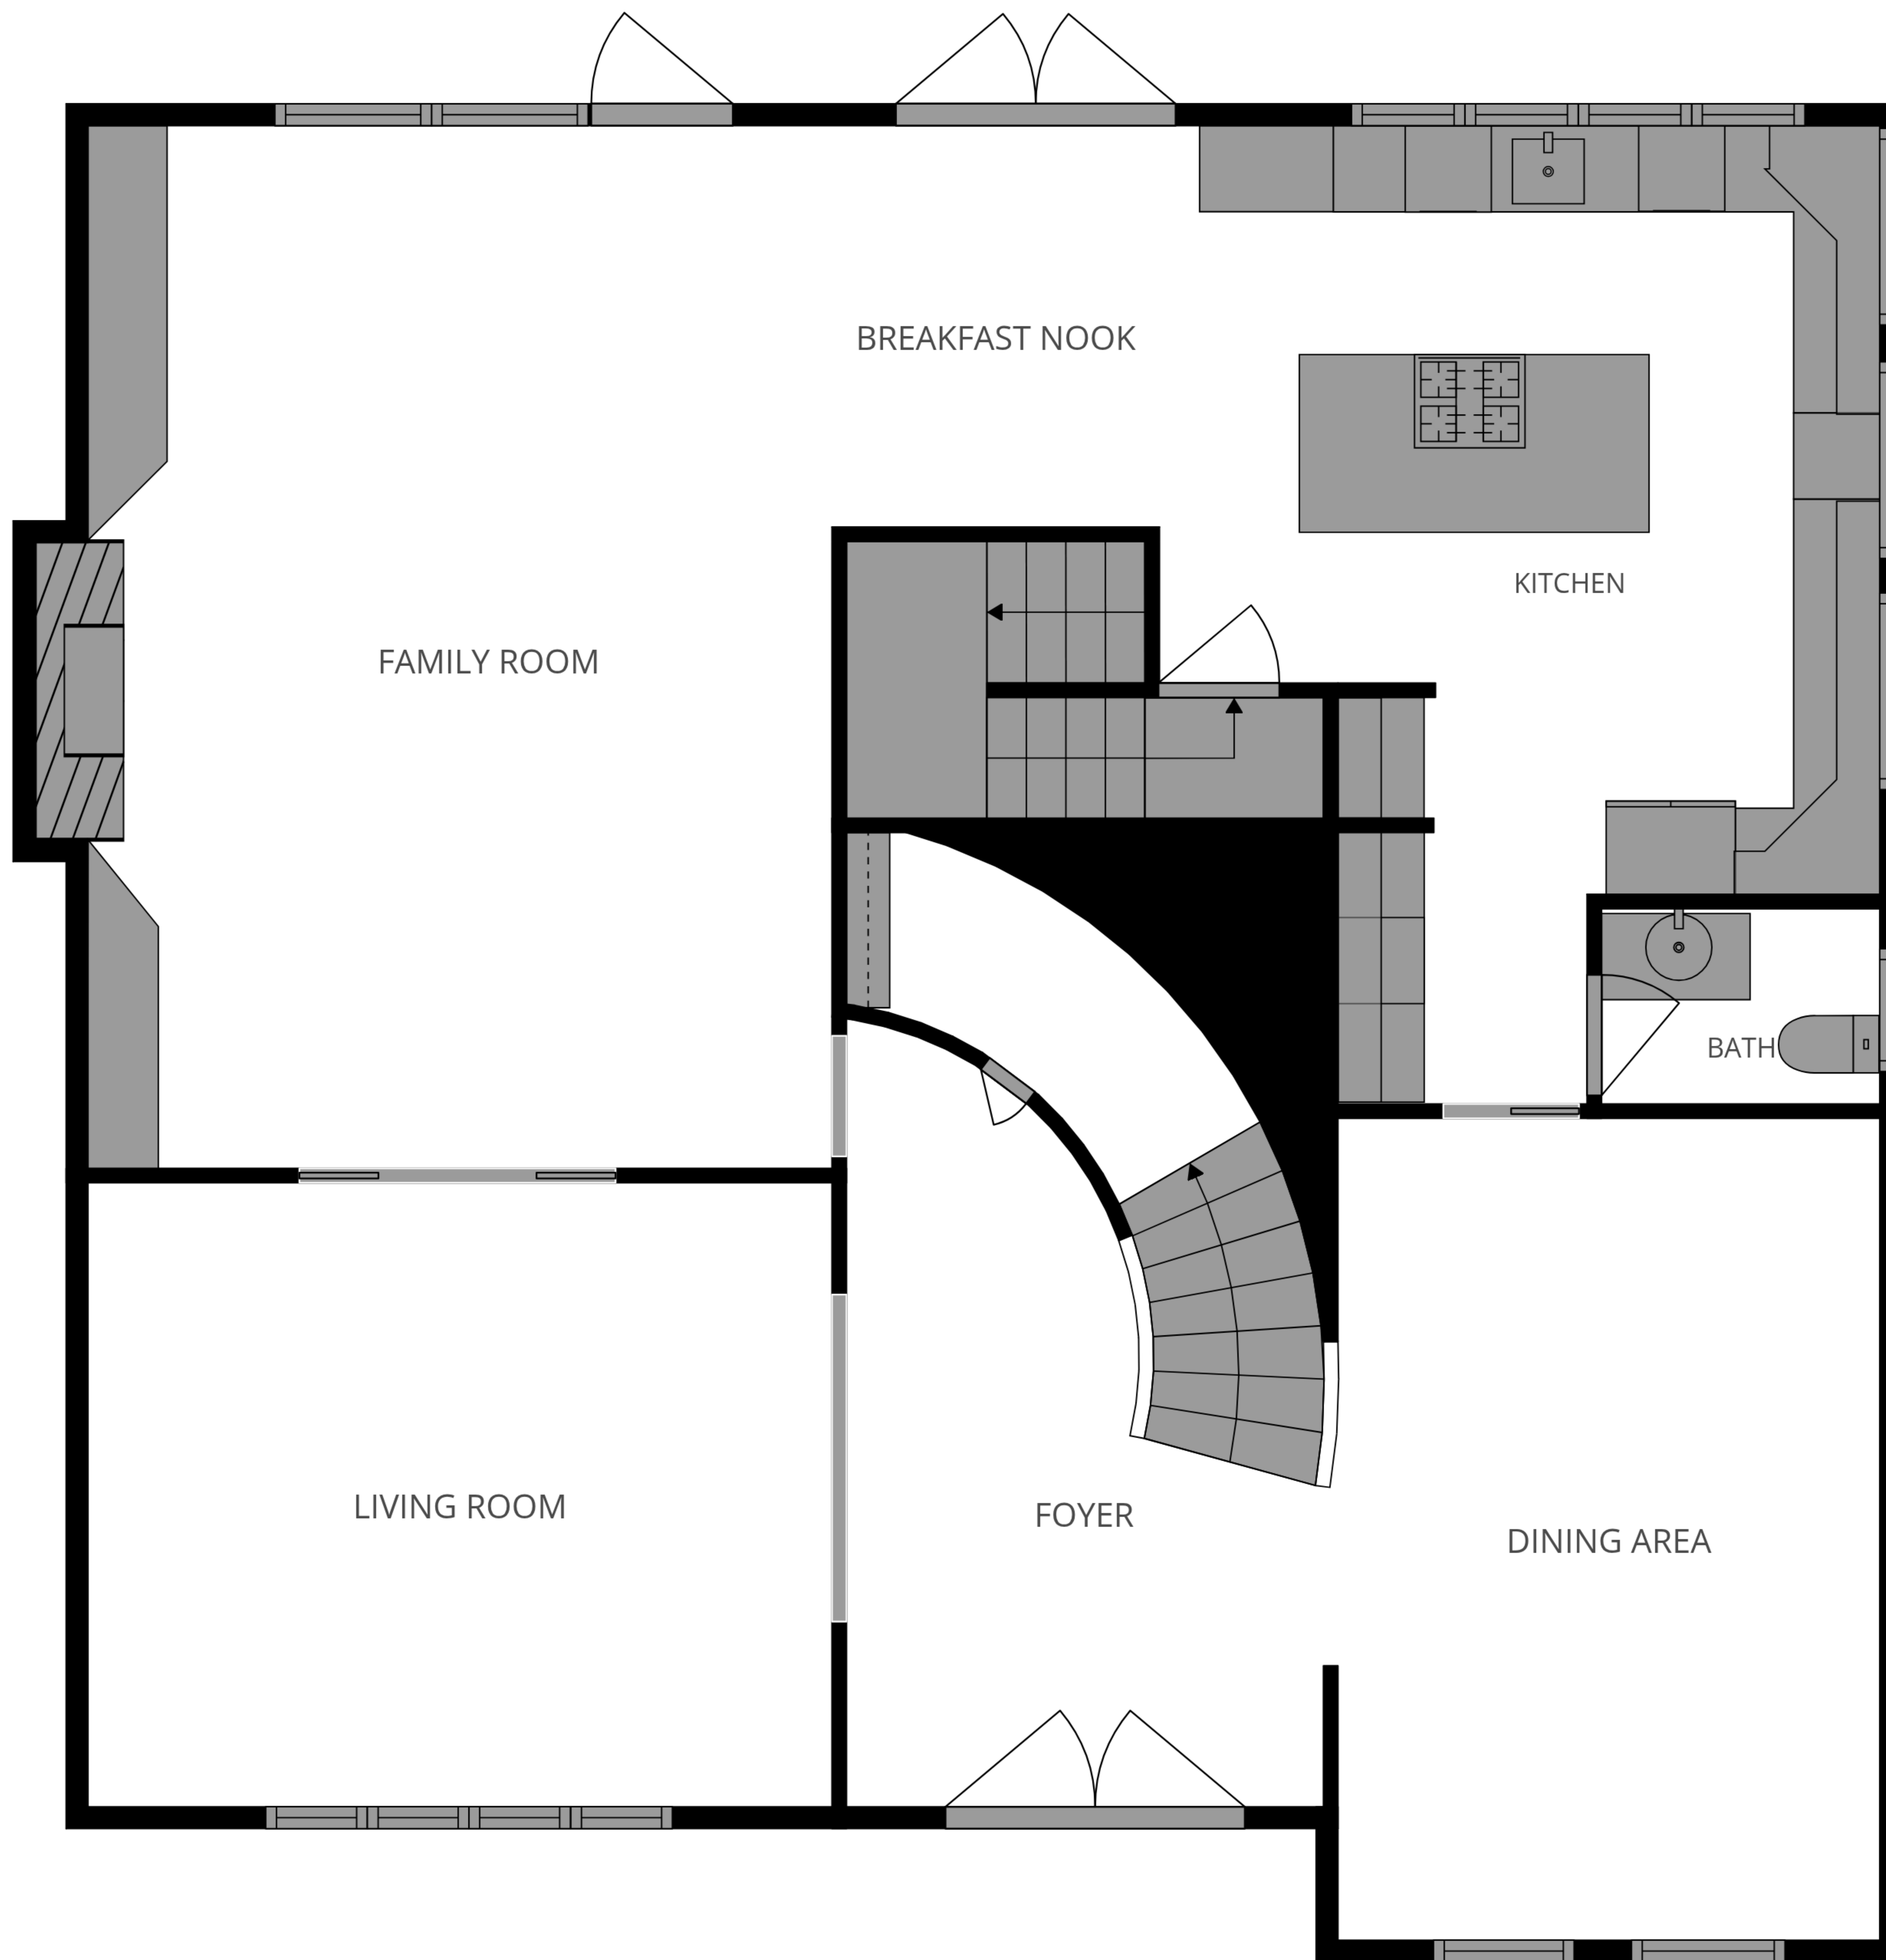 BREAKFAST NOOK
KITCHEN
FAMILY ROOM
BATH
LIVING ROOM
FOYER
DINING AREA